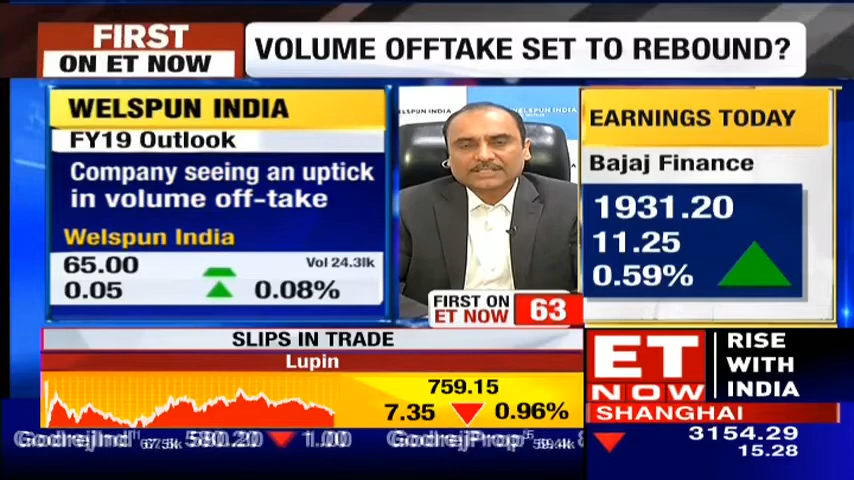 FIRST
ON ET NOW
VOLUME OFFTAKE SET TO REBOUND?
WELSPUN INDIA
FY19 Outlook
Company seeing an uptick
in volume off-take
Welspun India
65.00
Vol 24.3lk
0.05
0.08%
WELSPUN INDIA
FIRST ON
ET NOW
63
EARNINGS TODAY
Bajaj Finance
1931.20
11.25
0.59%
SLIPS IN TRADE
Lupin
759.15
7.35
0.96%
ET
NOW
RISE
WITH
INDIA
SHANGHAI
3154.29
15.28
GodrejInd
580.20
1.00
GodrejProp